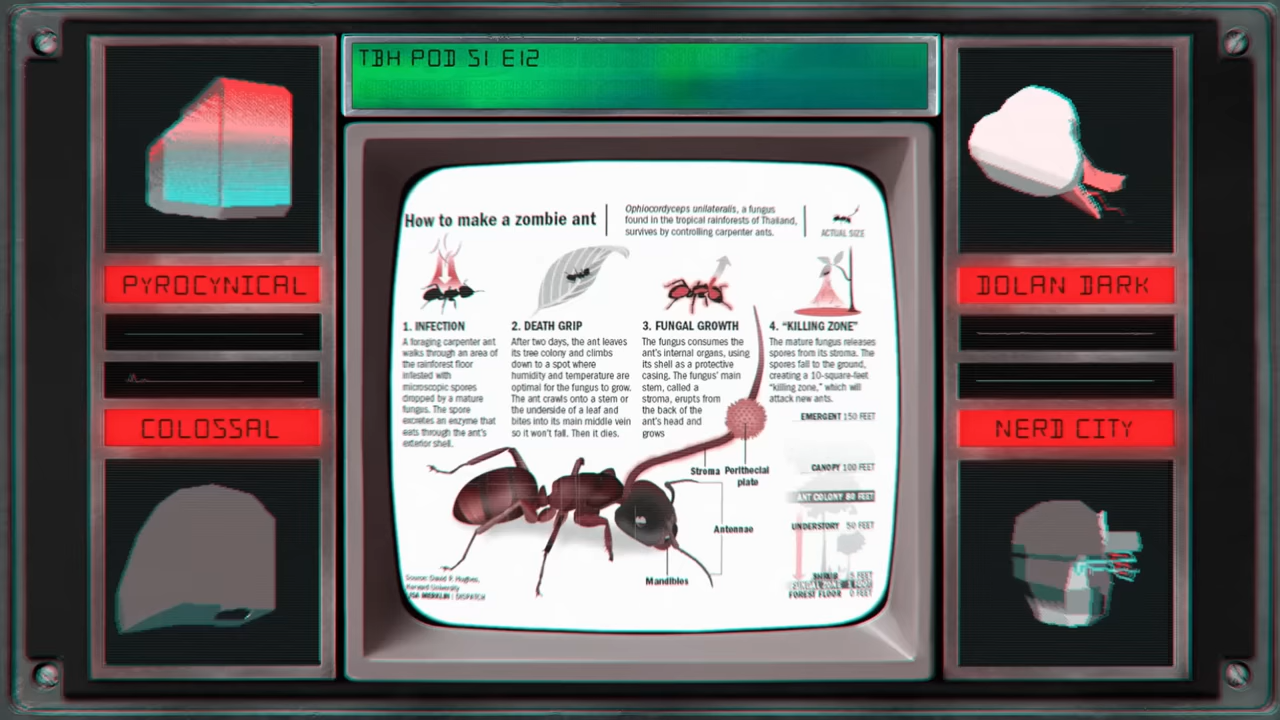 TBH POD S1 E12
PYROCYNICAL
COLOSSAL
DOLAN DARK
NERD CITY
How to make a zombie ant
Ophiocordyceps unilateralis, a fungus
found in the tropical rainforests of Thailand,
survives by controlling carpenter ants.
ACTUAL SIZE
1. INFECTION
A foraging carpenter ant
walks through an area of
the rainforest floor
infested with
microscopic spores
dropped by a mature
fungus. The spore
excretes an enzyme that
eats through the ant's
exterior shell.
2. DEATH GRIP
After two days, the ant leaves
its tree colony and climbs
down to a spot where
humidity and temperature are
optimal for the fungus to grow.
The ant crawls onto a stem or
the underside of a leaf and
bites into its main middle vein
so it won't fall. Then it dies.
3. FUNGAL GROWTH
The fungus consumes the
ant's internal organs, using
its shell as a protective
casing. The fungus' main
stem, called a
stroma, erupts from
the back of the
ant's head and
grows
4. “KILLING ZONE”
The mature fungus releases
spores from its stroma. The
spores fall to the ground,
creating a 10-square-feet
“killing zone,” which will
attack new ants.
EMERGENT 150 FEET
CANOPY 100 FEET
ANT COLONY 80 FEET
UNDERSTORY 50 FEET
FOREST FLOOR 0 FEET
Stroma
Perithecial
plate
Antennae
Mandibles
Source: David P. Hughes,
Harvard University
DISPATCH